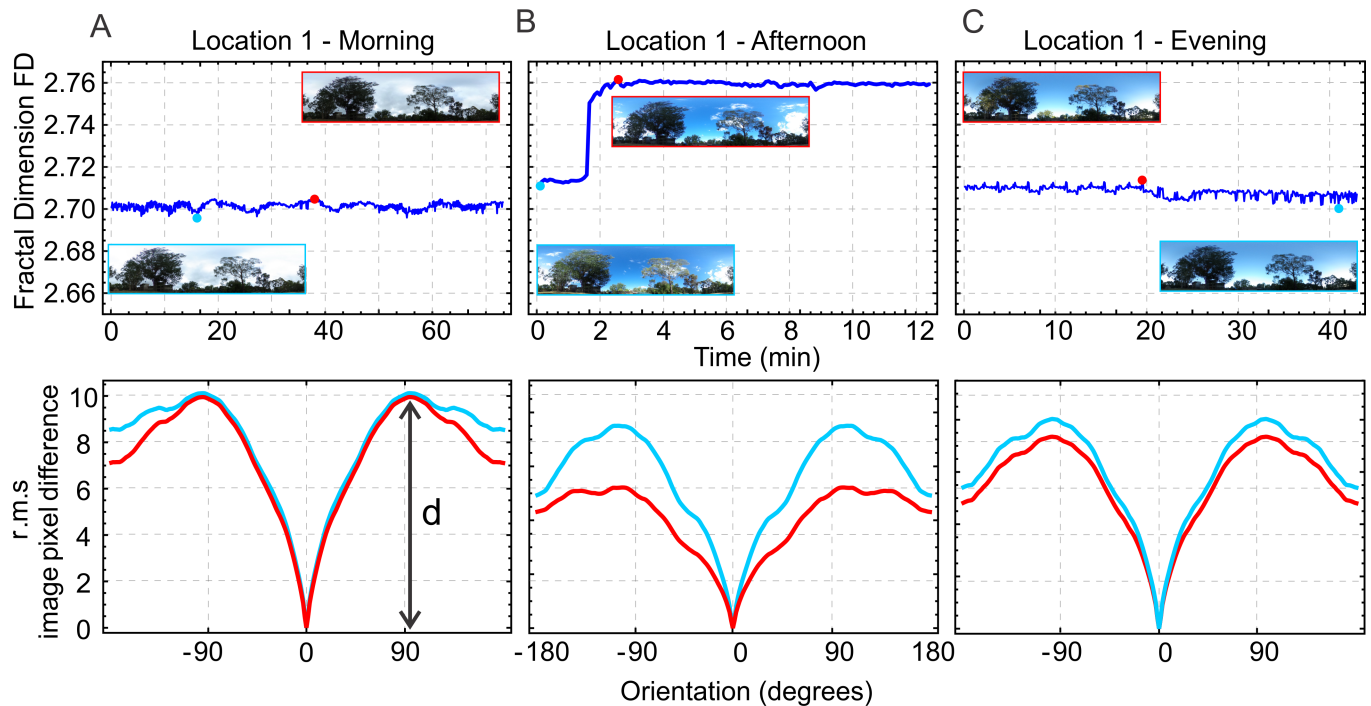 A
B
C
Location 1 - Morning
Location 1 - Afternoon
Location 1 - Evening
Fractal Dimension FD
2.76
2.74
2.72
2.70
2.68
2.66
0 20 40 60
0 2 4 6 8 10 12
0 10 20 30 40
Time (min)
r.m.s
image pixel difference
10
8
6
4
2
0
d
-90 0 90
-180 -90 0 90 180
-90 0 90
Orientation (degrees)